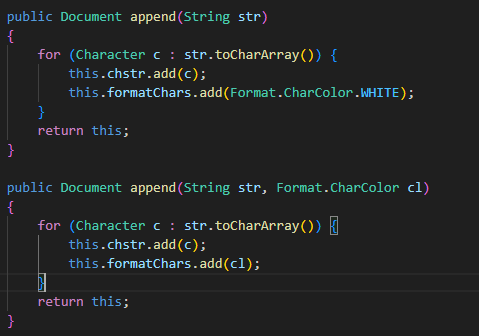 public Document append(String str)
{
    for (Character c : str.toCharArray()) {
        this.chstr.add(c);
        this.formatChars.add(Format.CharColor.WHITE);
    }
    return this;
}

public Document append(String str, Format.CharColor cl)
{
    for (Character c : str.toCharArray()) {
        this.chstr.add(c);
        this.formatChars.add(cl);
    }
    return this;
}